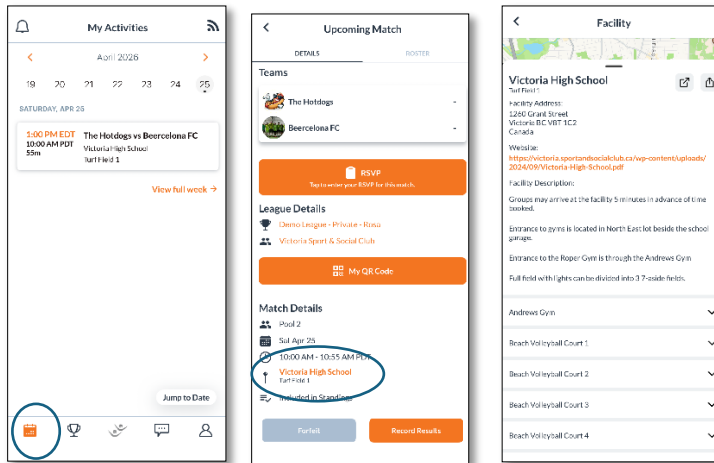 My Activities
April 2026
19 20 21 22 23 24 25
SATURDAY, APR 25
1:00 PM EDT The Hotdogs vs Beercelona FC
10:00 AM PDT Victoria High School
55m Turf Field 1
View full week →
Jump to Date
Upcoming Match
DETAILS ROSTER
Teams
The Hotdogs -
Beercelona FC -
RSVP
Tap to enter your RSVP for this match.
League Details
Demo League - Private - Rosa
Victoria Sport & Social Club
My QR Code
Match Details
Pool 2
Sat Apr 25
10:00 AM - 10:55 AM PDT
Victoria High School
Turf Field 1
Included in Standings
Forfeit Record Results
Facility
Victoria High School
Turf Field 1
Facility Address:
1260 Grant Street
Victoria BC V8T 1C2
Canada
Website:
https://victoria.sportandsocialclub.ca/wp-content/uploads/
2024/09/Victoria-High-School.pdf
Facility Description:
Groups may arrive at the facility 5 minutes in advance of time
booked.
Entrance to gyms is located in North East lot beside the school
garage.
Entrance to the Roper Gym is through the Andrews Gym
Full field with lights can be divided into 3 7-aside fields.
Andrews Gym
Beach Volleyball Court 1
Beach Volleyball Court 2
Beach Volleyball Court 3
Beach Volleyball Court 4